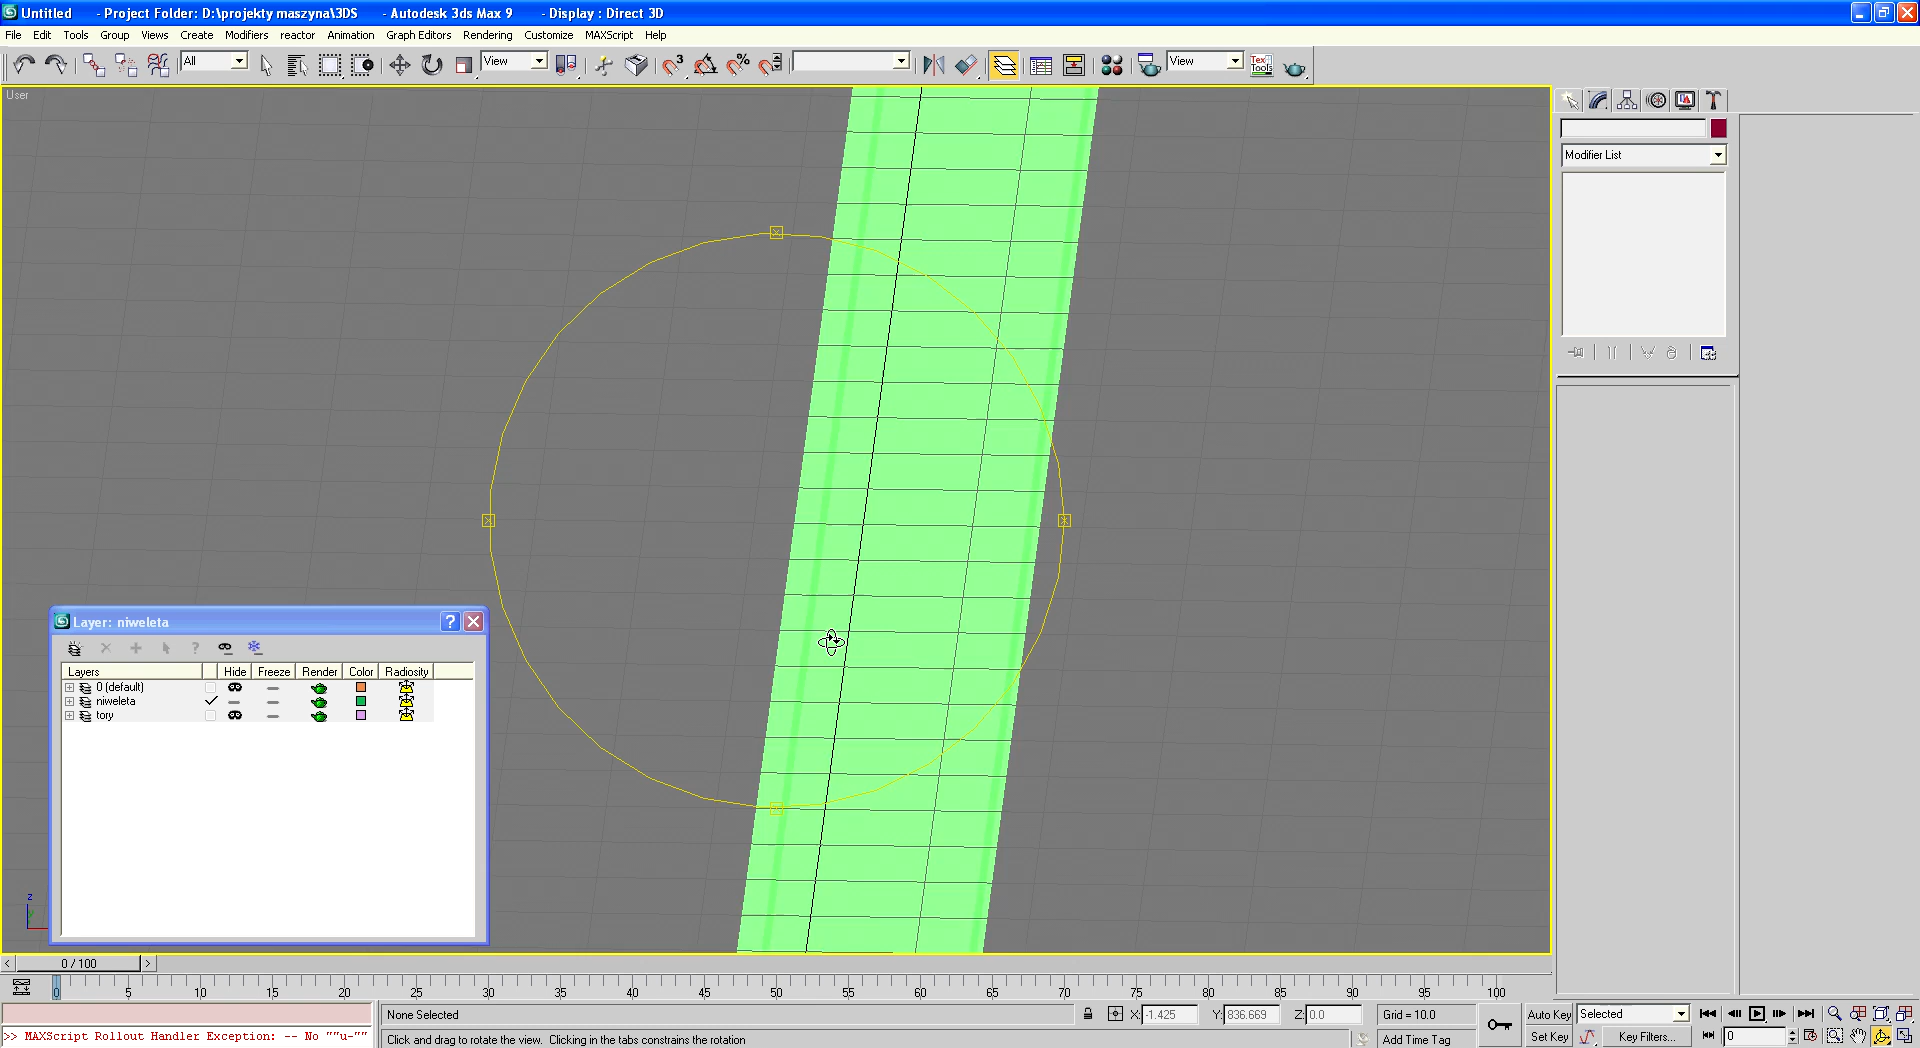 Untitled - Project Folder: D:\projekty maszyna\3DS - Autodesk 3ds Max 9 - Display : Direct 3D
File Edit Tools Group Views Create Modifiers reactor Animation Graph Editors Rendering Customize MAXScript Help
All View 3 % View Tex Tools
User
Modifier List
Layer: niweleta
Layers Hide Freeze Render Color Radiosity
0 (default)
niweleta
tory
z
y
< 0 / 100 >
0 5 10 15 20 25 30 35 40 45 50 55 60 65 70 75 80 85 90 95 100
None Selected X: -1.425 Y: 836.669 Z: 0.0 Grid = 10.0 Auto Key Selected
>> MAXScript Rollout Handler Exception: -- No ""u-"" Click and drag to rotate the view. Clicking in the tabs constrains the rotation Add Time Tag Set Key Key Filters... 0